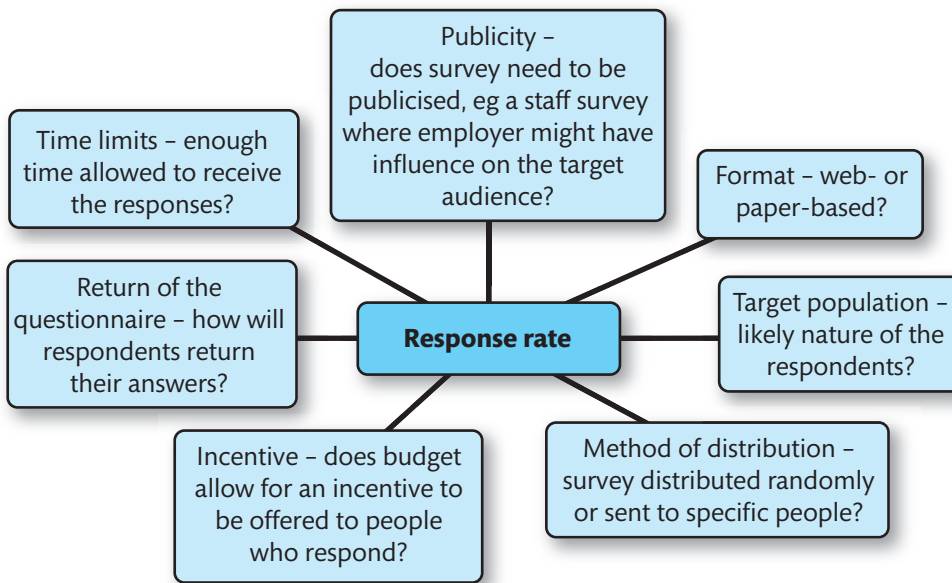 Publicity –
does survey need to be
publicised, eg a staff survey
where employer might have
influence on the target
audience?
Time limits – enough
time allowed to receive
the responses?
Format – web- or
paper-based?
Return of the
questionnaire – how will
respondents return
their answers?
Response rate
Target population –
likely nature of the
respondents?
Incentive – does budget
allow for an incentive to
be offered to people
who respond?
Method of distribution –
survey distributed randomly
or sent to specific people?